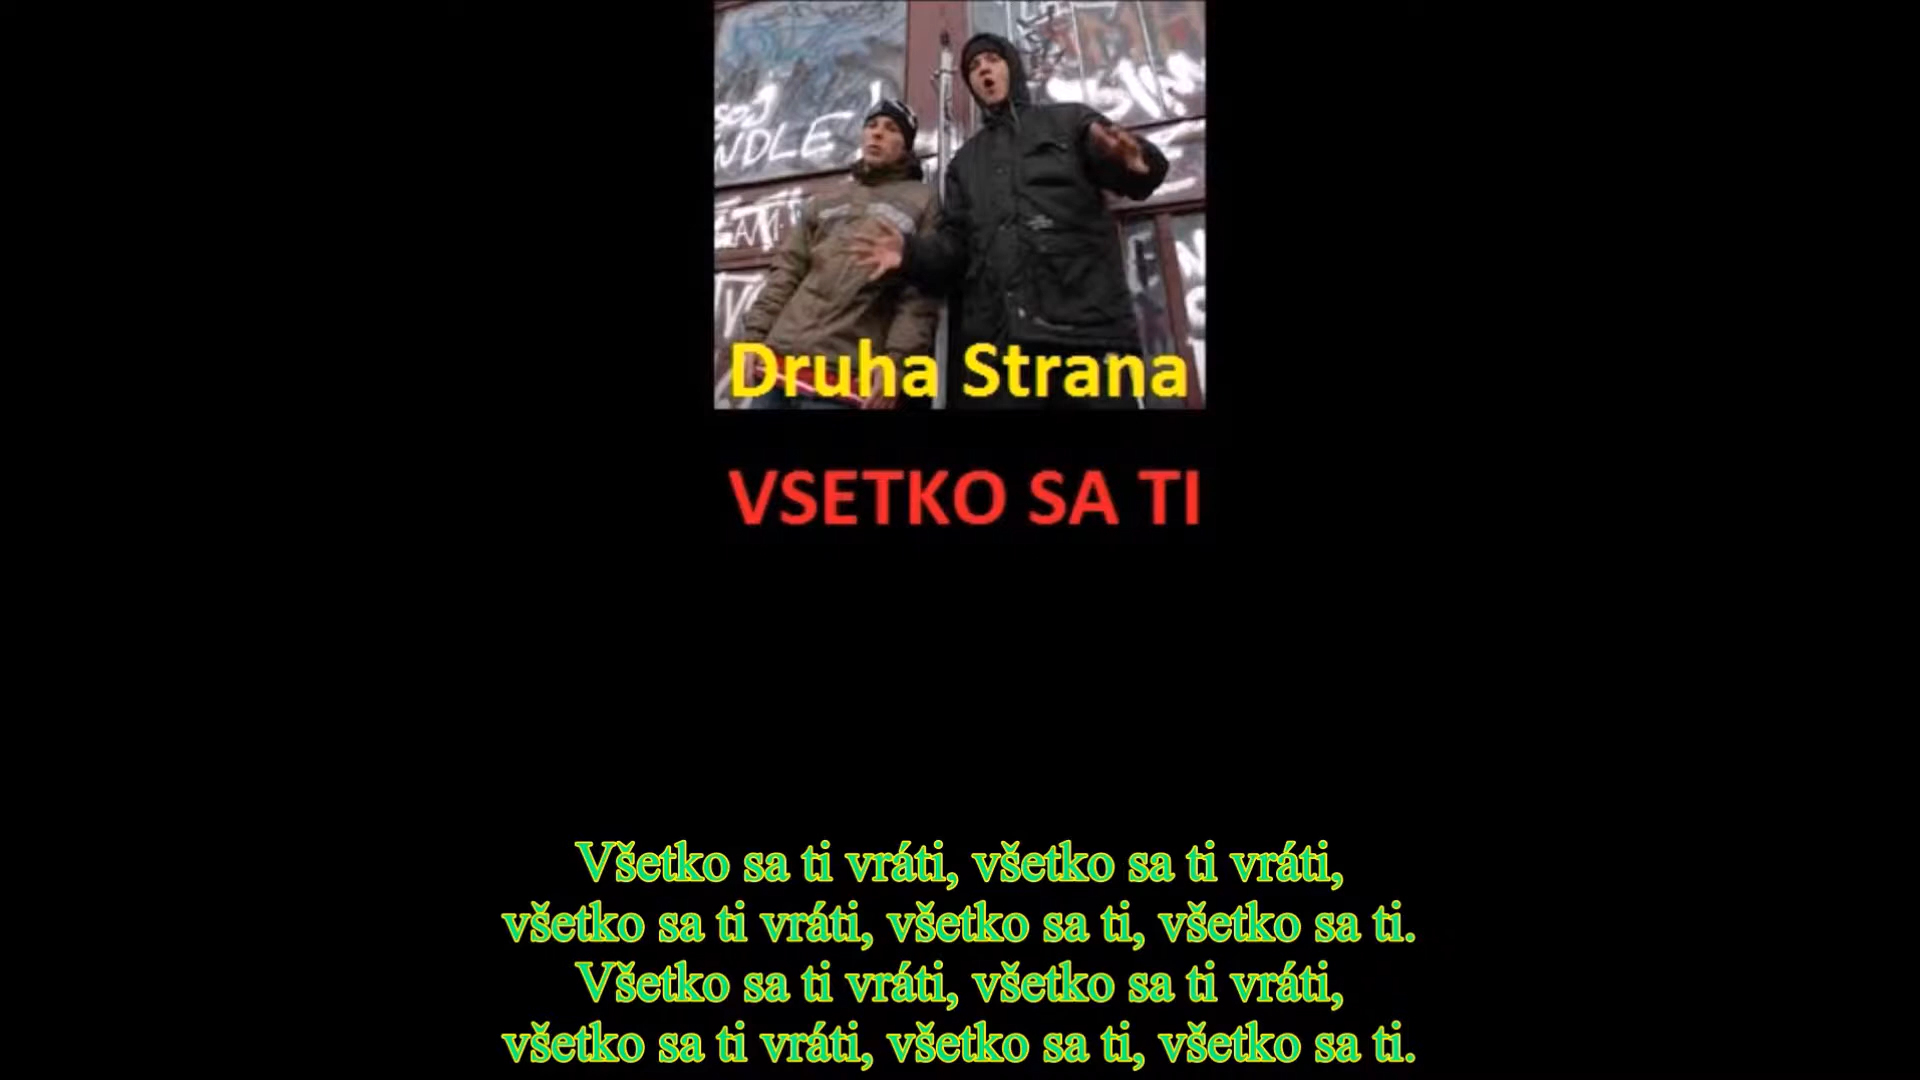 NDLE
Druha Strana
VSETKO SA TI
Všetko sa ti vráti, všetko sa ti vráti,
všetko sa ti vráti, všetko sa ti, všetko sa ti.
Všetko sa ti vráti, všetko sa ti vráti,
všetko sa ti vráti, všetko sa ti, všetko sa ti.